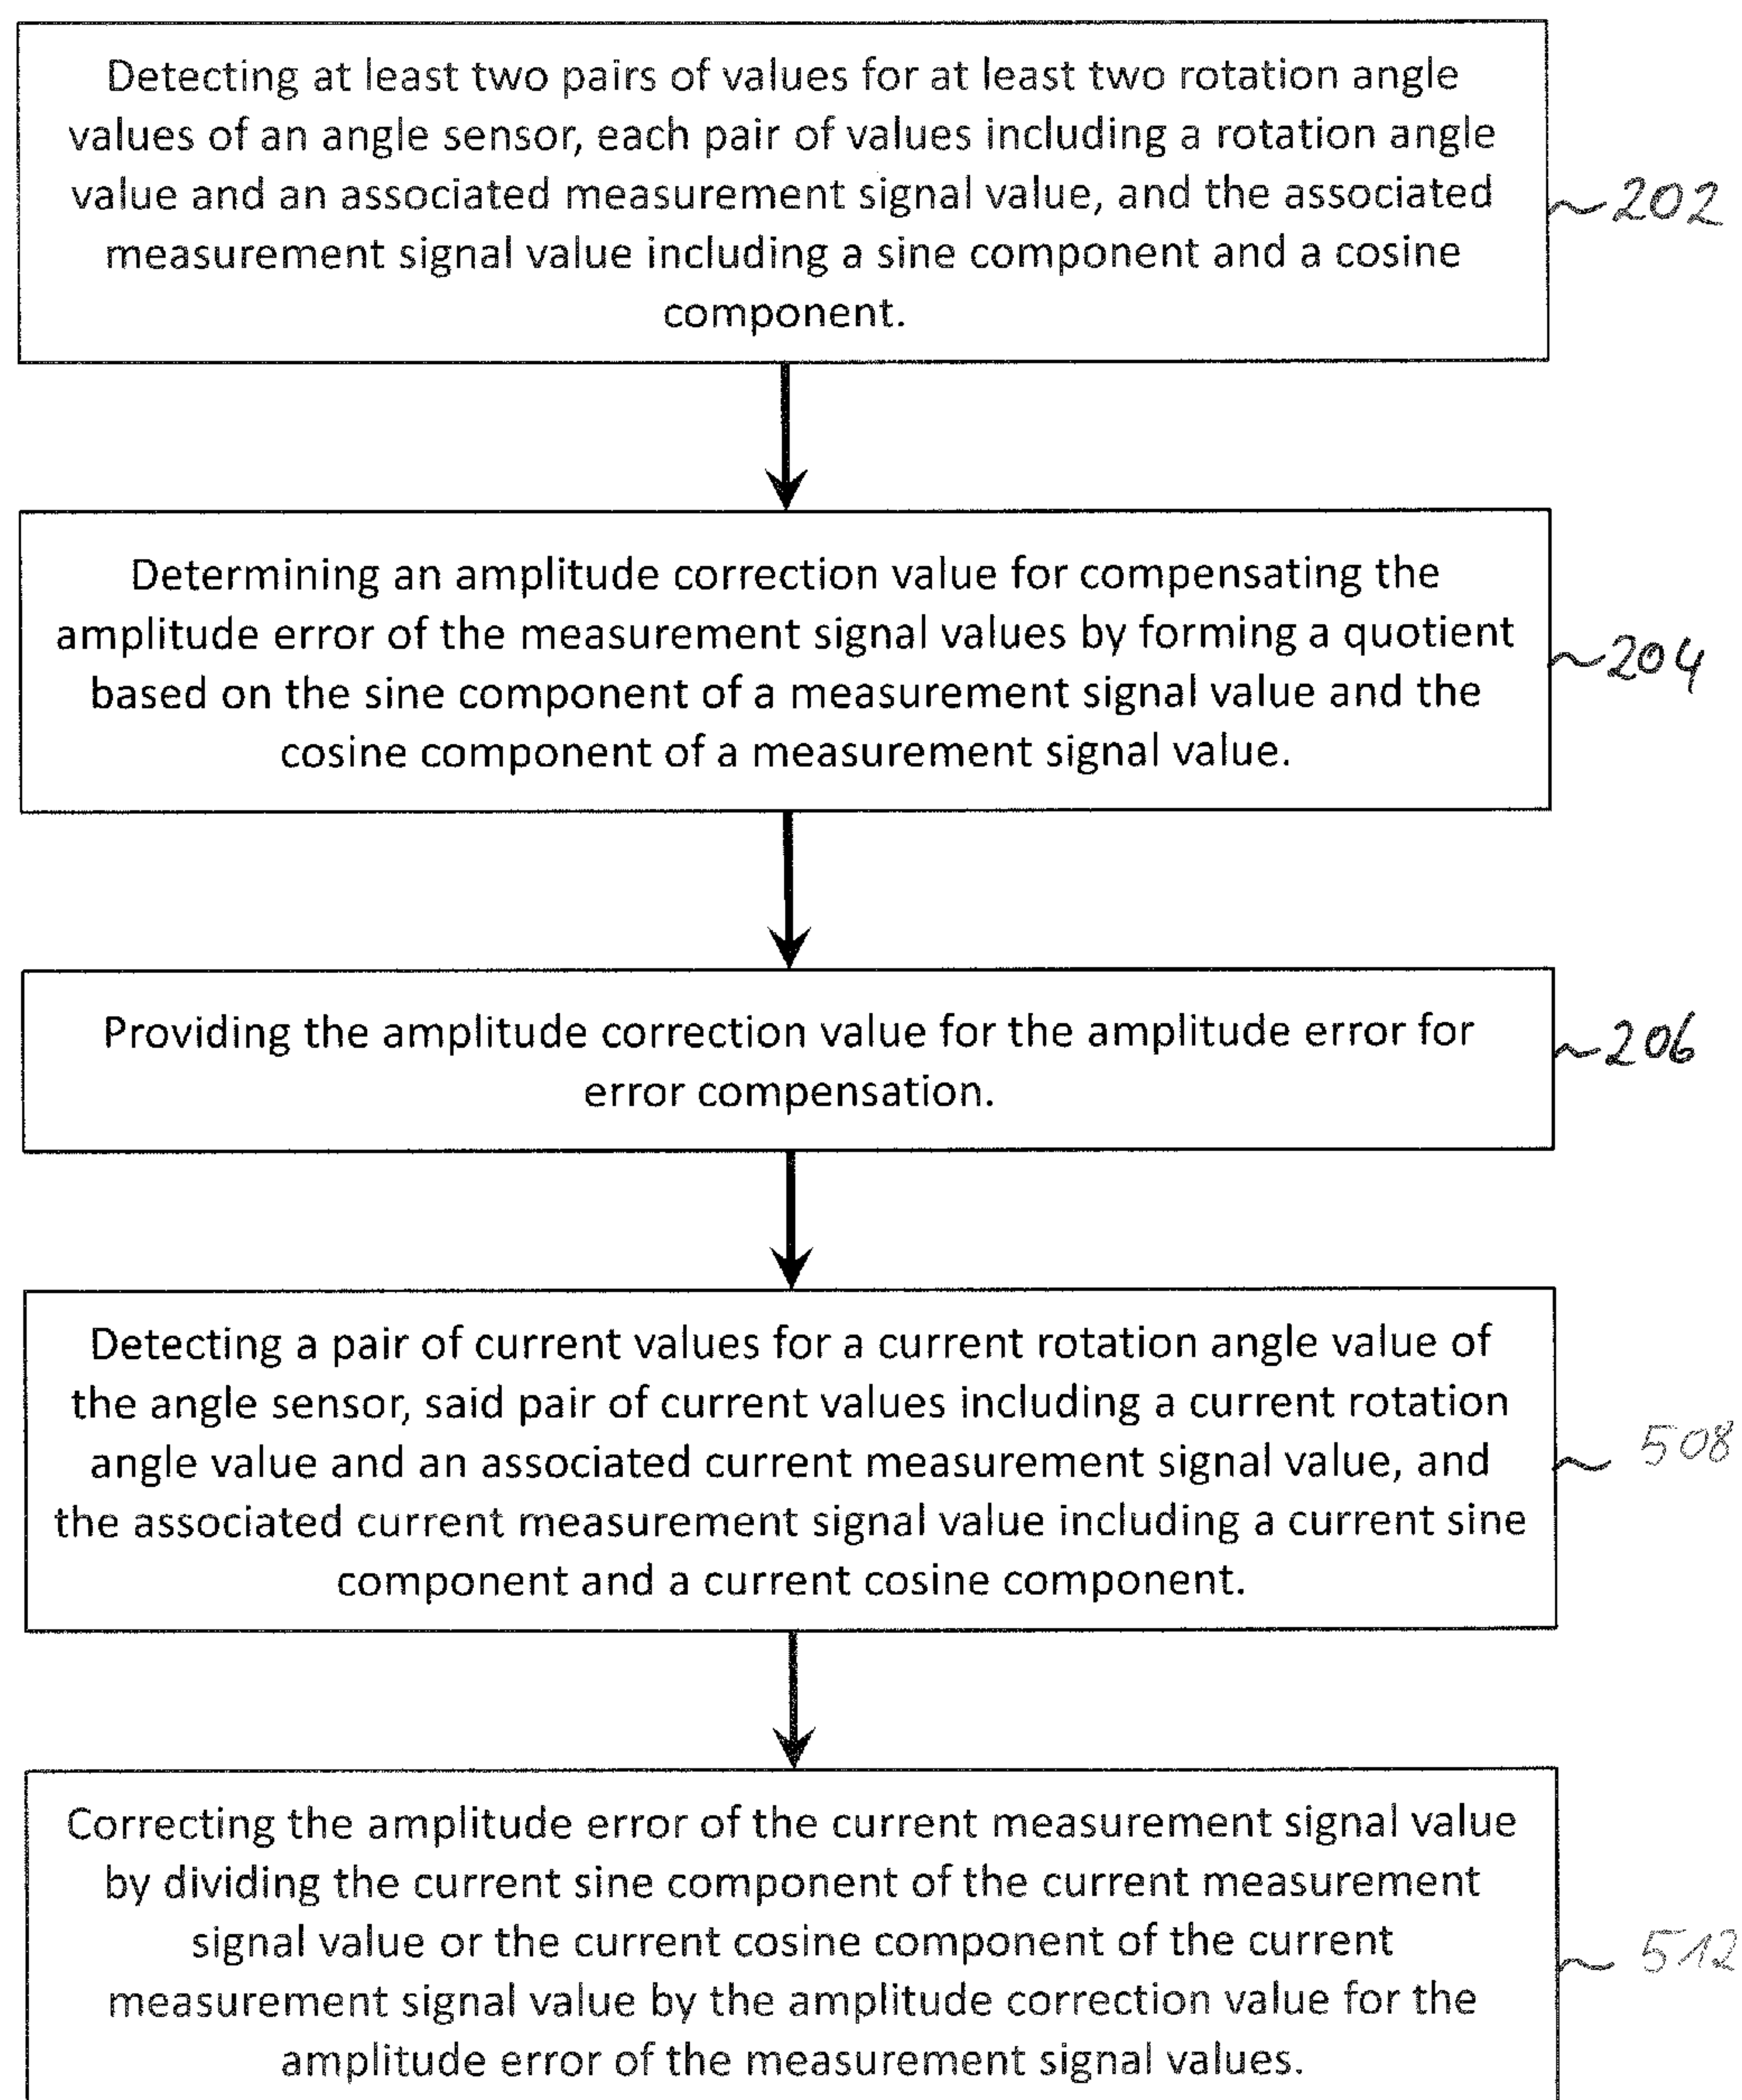 Detecting at least two pairs of values for at least two rotation angle
values of an angle sensor, each pair of values including a rotation angle
value and an associated measurement signal value, and the associated
measurement signal value including a sine component and a cosine
component.
~202
Determining an amplitude correction value for compensating the
amplitude error of the measurement signal values by forming a quotient
based on the sine component of a measurement signal value and the
cosine component of a measurement signal value.
~204
Providing the amplitude correction value for the amplitude error for
error compensation.
~206
Detecting a pair of current values for a current rotation angle value of
the angle sensor, said pair of current values including a current rotation
angle value and an associated current measurement signal value, and
the associated current measurement signal value including a current sine
component and a current cosine component.
~ 508
Correcting the amplitude error of the current measurement signal value
by dividing the current sine component of the current measurement
signal value or the current cosine component of the current
measurement signal value by the amplitude correction value for the
amplitude error of the measurement signal values.
~ 512